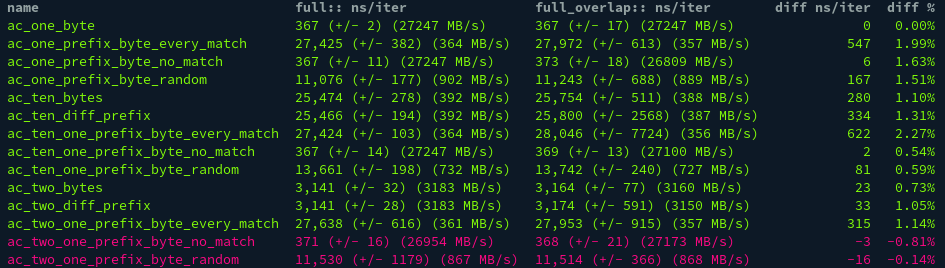 name full:: ns/iter full_overlap:: ns/iter diff ns/iter diff %
ac_one_byte 367 (+/- 2) (27247 MB/s) 367 (+/- 17) (27247 MB/s) 0 0.00%
ac_one_prefix_byte_every_match 27,425 (+/- 382) (364 MB/s) 27,972 (+/- 613) (357 MB/s) 547 1.99%
ac_one_prefix_byte_no_match 367 (+/- 11) (27247 MB/s) 373 (+/- 18) (26809 MB/s) 6 1.63%
ac_one_prefix_byte_random 11,076 (+/- 177) (902 MB/s) 11,243 (+/- 688) (889 MB/s) 167 1.51%
ac_ten_bytes 25,474 (+/- 278) (392 MB/s) 25,754 (+/- 511) (388 MB/s) 280 1.10%
ac_ten_diff_prefix 25,466 (+/- 194) (392 MB/s) 25,800 (+/- 2568) (387 MB/s) 334 1.31%
ac_ten_one_prefix_byte_every_match 27,424 (+/- 103) (364 MB/s) 28,046 (+/- 7724) (356 MB/s) 622 2.27%
ac_ten_one_prefix_byte_no_match 367 (+/- 14) (27247 MB/s) 369 (+/- 13) (27100 MB/s) 2 0.54%
ac_ten_one_prefix_byte_random 13,661 (+/- 198) (732 MB/s) 13,742 (+/- 240) (727 MB/s) 81 0.59%
ac_two_bytes 3,141 (+/- 32) (3183 MB/s) 3,164 (+/- 77) (3160 MB/s) 23 0.73%
ac_two_diff_prefix 3,141 (+/- 28) (3183 MB/s) 3,174 (+/- 591) (3150 MB/s) 33 1.05%
ac_two_one_prefix_byte_every_match 27,638 (+/- 616) (361 MB/s) 27,953 (+/- 915) (357 MB/s) 315 1.14%
ac_two_one_prefix_byte_no_match 371 (+/- 16) (26954 MB/s) 368 (+/- 21) (27173 MB/s) -3 -0.81%
ac_two_one_prefix_byte_random 11,530 (+/- 1179) (867 MB/s) 11,514 (+/- 366) (868 MB/s) -16 -0.14%